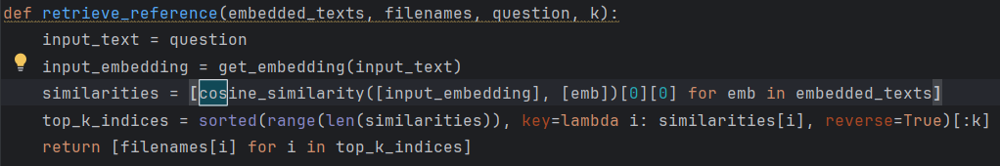 def retrieve_reference(embedded_texts, filenames, question, k):
    input_text = question
    input_embedding = get_embedding(input_text)
    similarities = [cosine_similarity([input_embedding], [emb])[0][0] for emb in embedded_texts]
    top_k_indices = sorted(range(len(similarities)), key=lambda i: similarities[i], reverse=True)[:k]
    return [filenames[i] for i in top_k_indices]